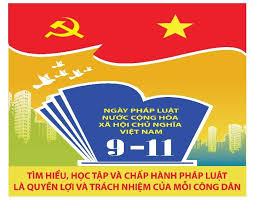 NGÀY PHÁP LUẬT
NƯỚC CỘNG HÒA
XÃ HỘI CHỦ NGHĨA
VIỆT NAM
9-11
TÌM HIỂU, HỌC TẬP VÀ CHẤP HÀNH PHÁP LUẬT
LÀ QUYỀN LỢI VÀ TRÁCH NHIỆM CỦA MỖI CÔNG DÂN